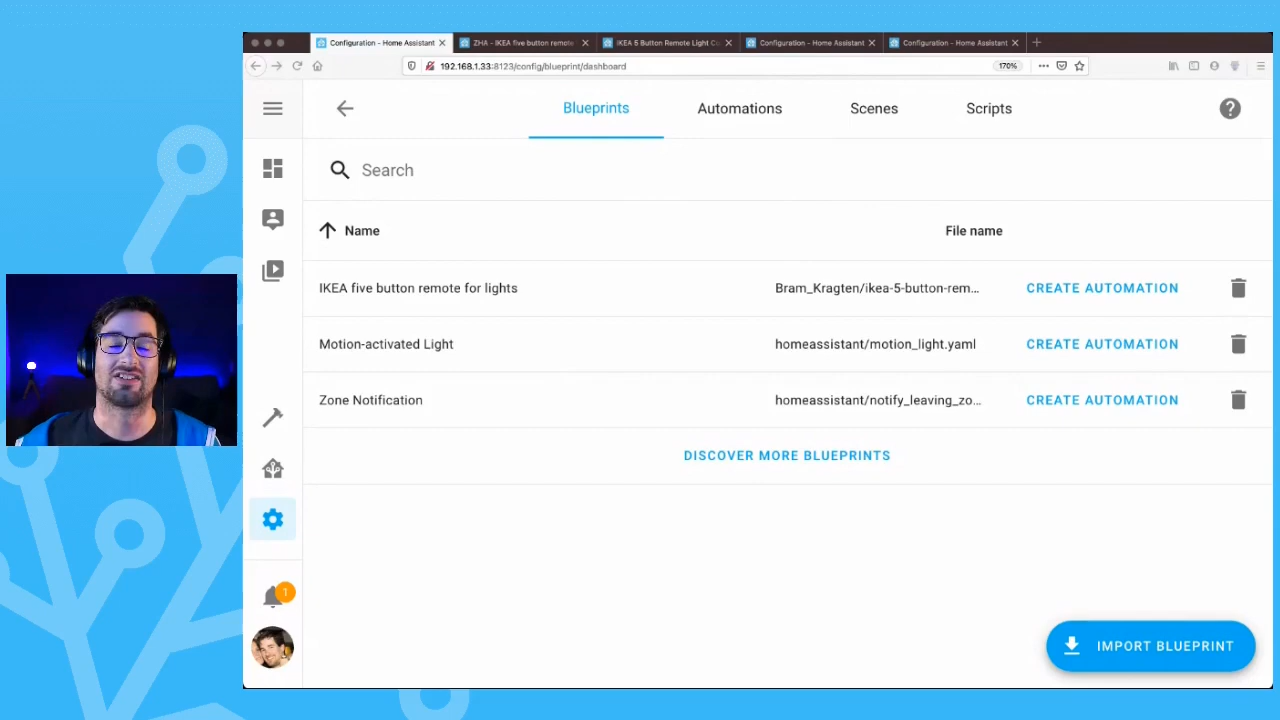 Configuration - Home Assistant
ZHA - IKEA five button remote
IKEA 5 Button Remote Light C
Configuration - Home Assistant
Configuration - Home Assistant
192.168.1.33:8123/config/blueprint/dashboard
170%
Blueprints
Automations
Scenes
Scripts
Search
Name
File name
IKEA five button remote for lights
Bram_Kragten/ikea-5-button-rem…
CREATE AUTOMATION
Motion-activated Light
homeassistant/motion_light.yaml
CREATE AUTOMATION
Zone Notification
homeassistant/notify_leaving_zo…
CREATE AUTOMATION
DISCOVER MORE BLUEPRINTS
1
IMPORT BLUEPRINT